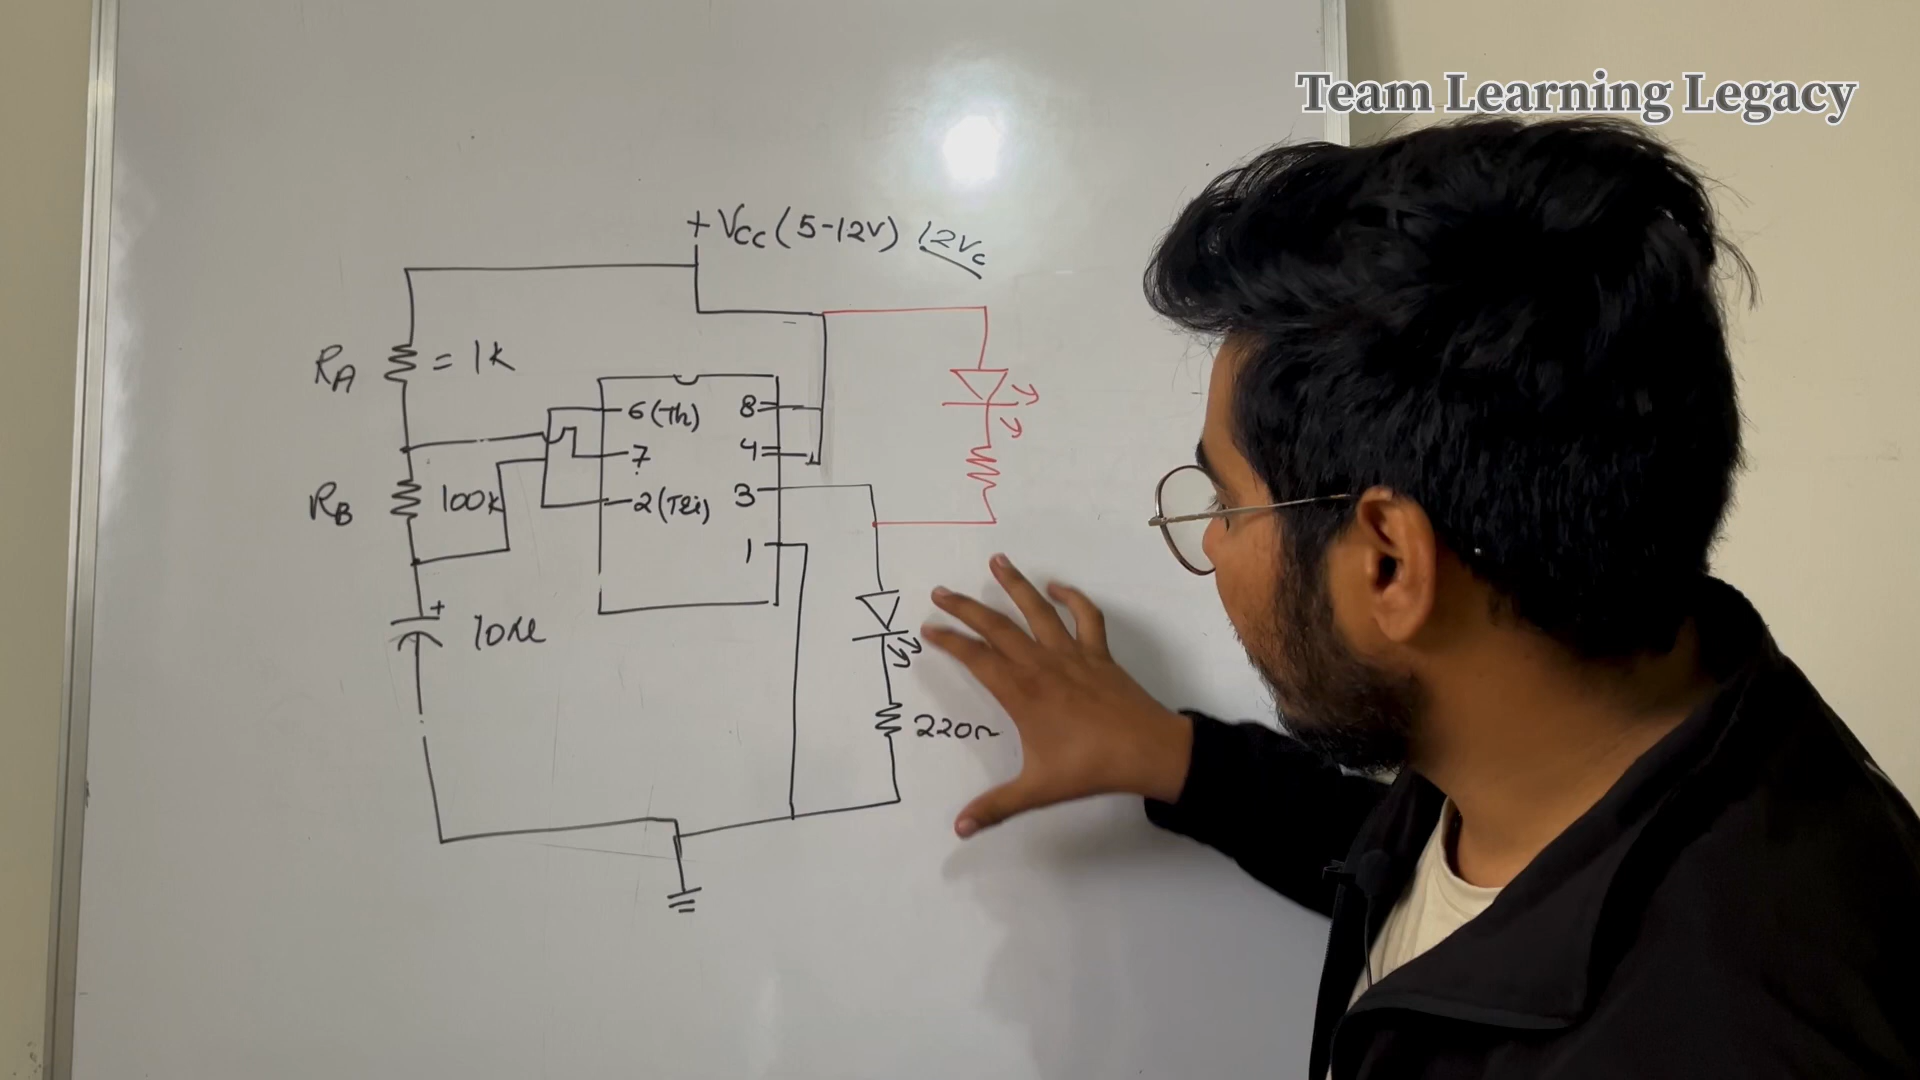 Team Learning Legacy
+Vcc (5-12V) 12Vc
RA = 1K
6 (Th) 8
7 4
RB 100K 2 (Tri) 3
1
+
10u
220Ω